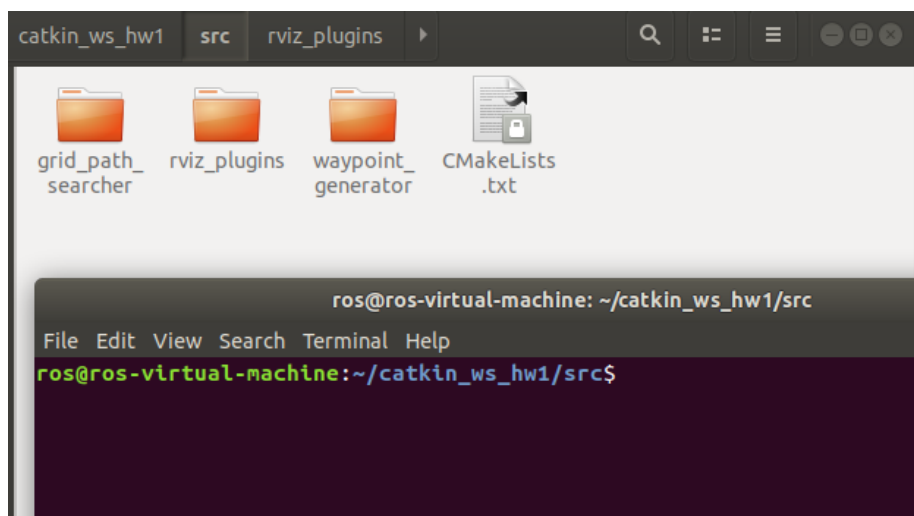 catkin_ws_hw1 src rviz_plugins
grid_path_ rviz_plugins waypoint_ CMakeLists
searcher generator .txt
ros@ros-virtual-machine: ~/catkin_ws_hw1/src
File Edit View Search Terminal Help
ros@ros-virtual-machine:~/catkin_ws_hw1/src$